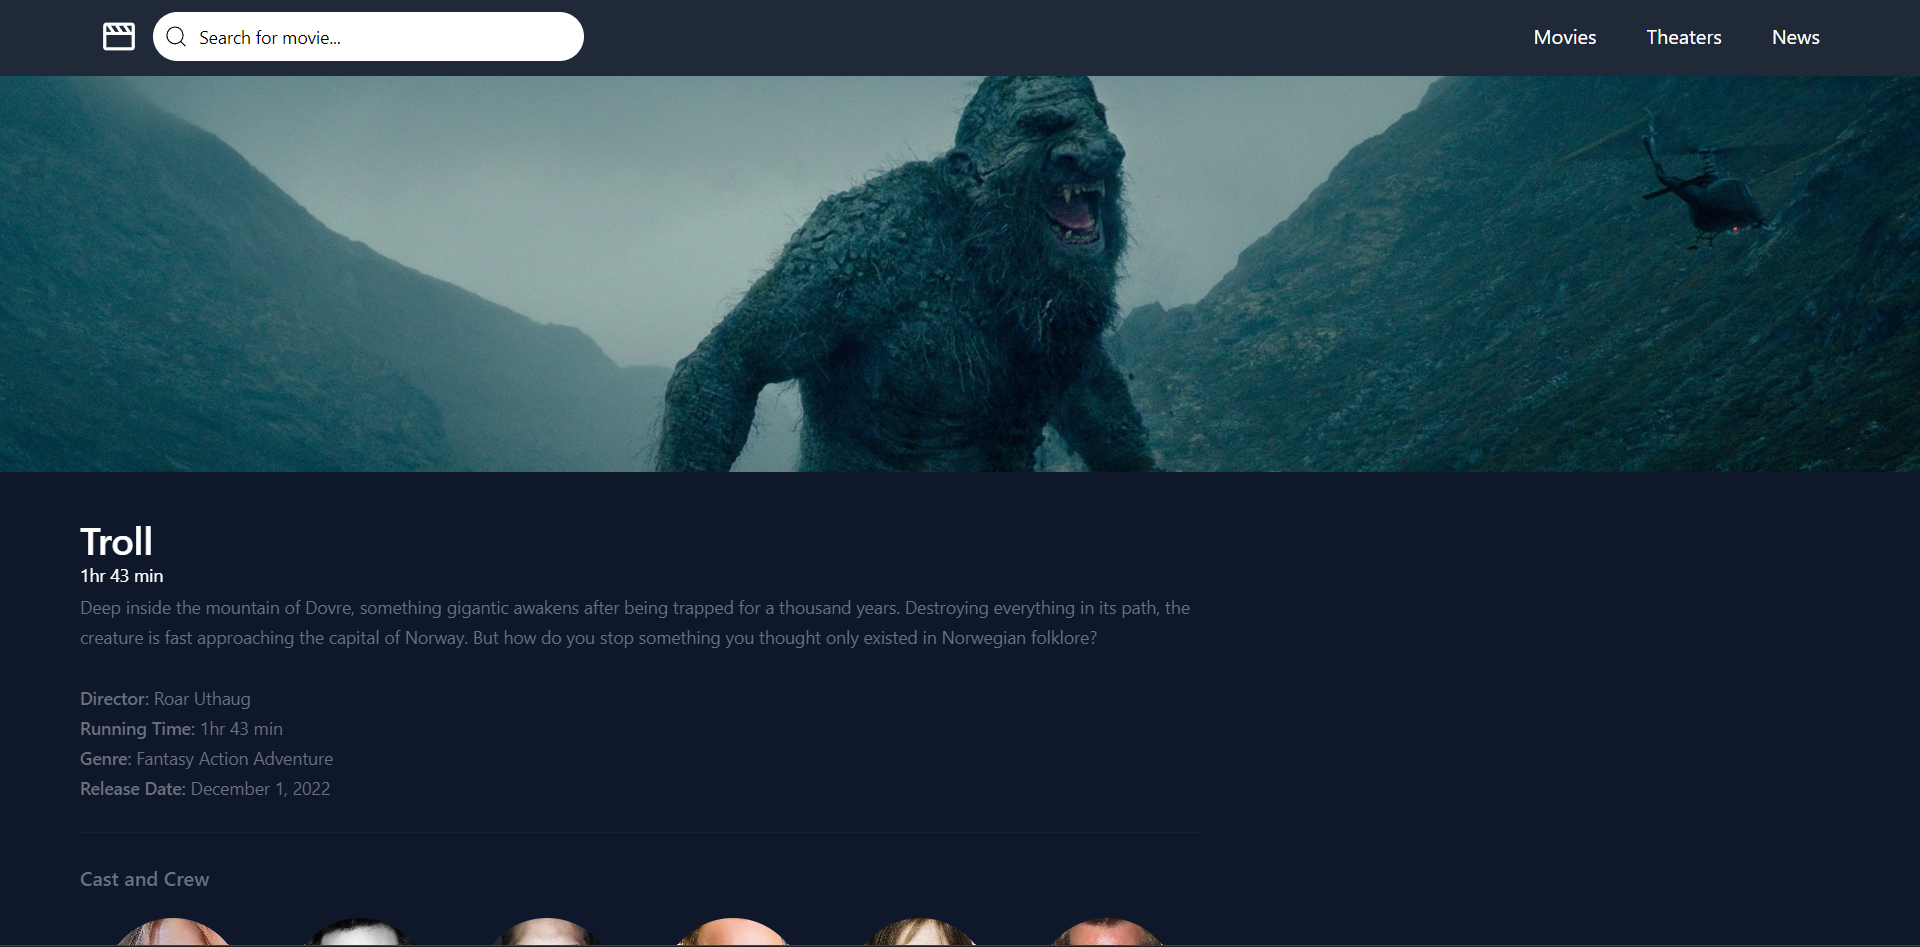 Search for movie...
Movies
Theaters
News
Troll
1hr 43 min
Deep inside the mountain of Dovre, something gigantic awakens after being trapped for a thousand years. Destroying everything in its path, the
creature is fast approaching the capital of Norway. But how do you stop something you thought only existed in Norwegian folklore?
Director: Roar Uthaug
Running Time: 1hr 43 min
Genre: Fantasy Action Adventure
Release Date: December 1, 2022
Cast and Crew